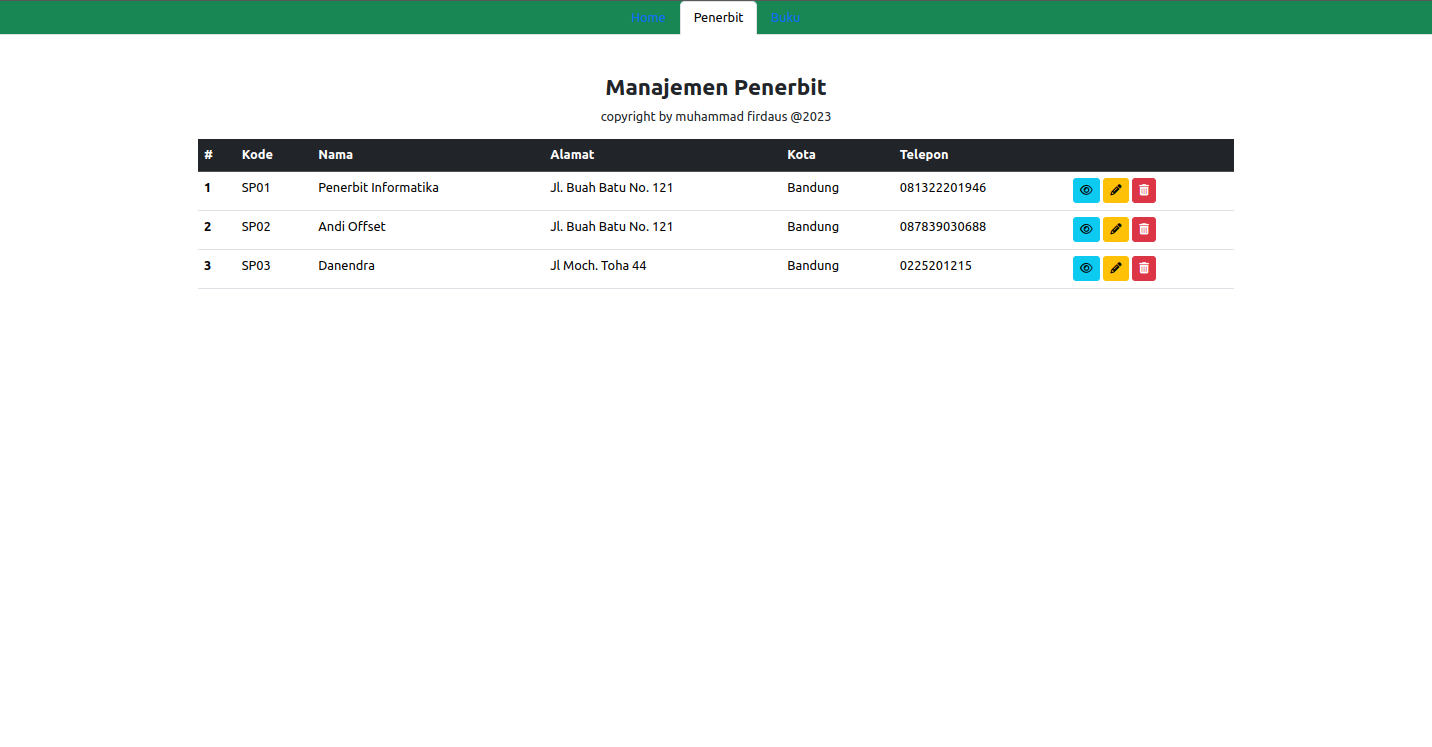 Home Penerbit Buku
Manajemen Penerbit
copyright by muhammad firdaus @2023
# Kode Nama Alamat Kota Telepon
1 SP01 Penerbit Informatika Jl. Buah Batu No. 121 Bandung 081322201946
2 SP02 Andi Offset Jl. Buah Batu No. 121 Bandung 087839030688
3 SP03 Danendra Jl Moch. Toha 44 Bandung 0225201215